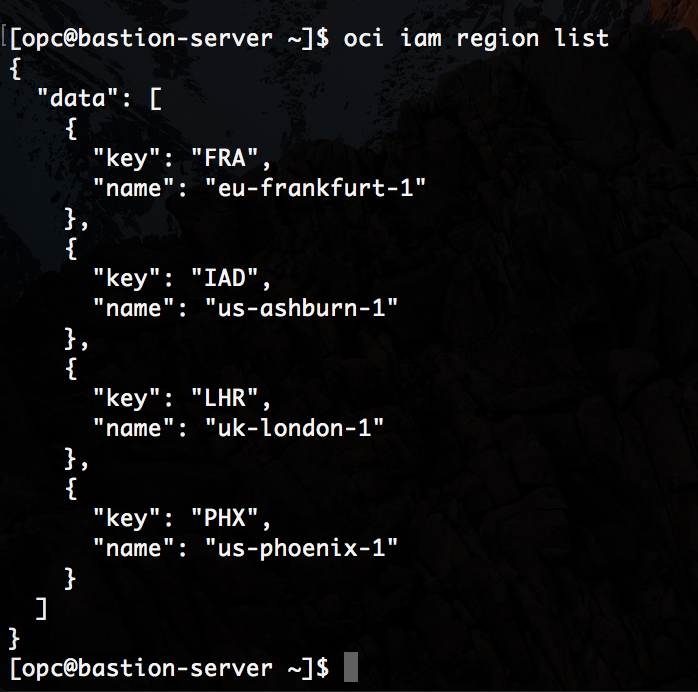 [opc@bastion-server ~]$ oci iam region list
{
  "data": [
    {
      "key": "FRA",
      "name": "eu-frankfurt-1"
    },
    {
      "key": "IAD",
      "name": "us-ashburn-1"
    },
    {
      "key": "LHR",
      "name": "uk-london-1"
    },
    {
      "key": "PHX",
      "name": "us-phoenix-1"
    }
  ]
}
[opc@bastion-server ~]$